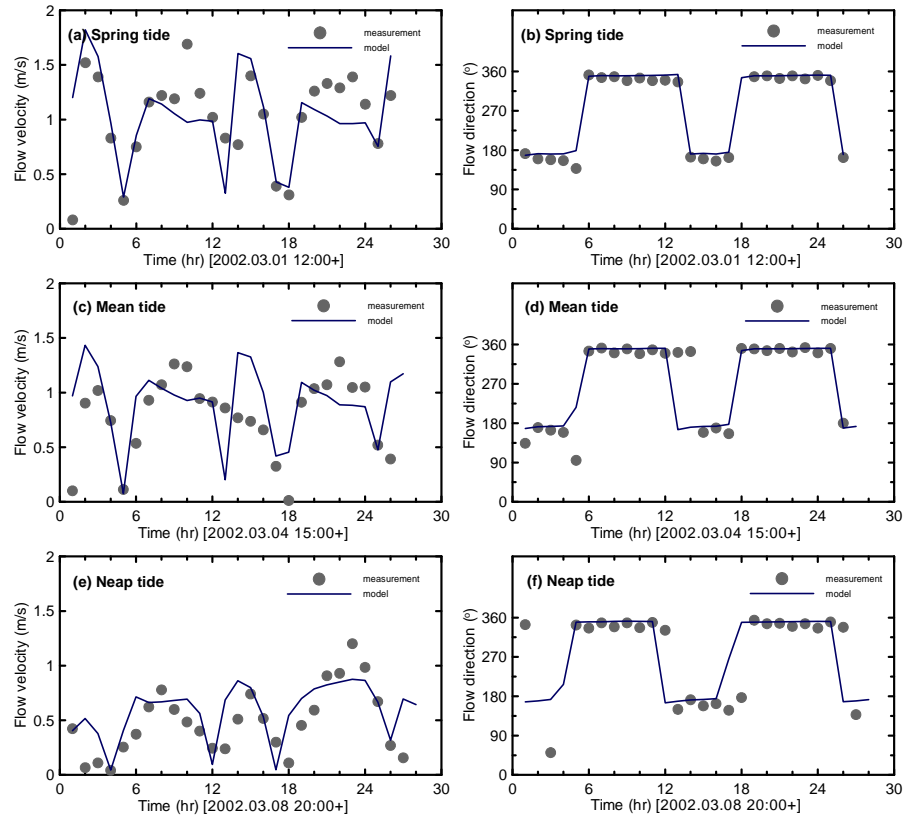 2
(a) Spring tide
measurement
model
1.5
1
0.5
0
Flow velocity (m/s)
0 6 12 18 24 30
Time (hr) [2002.03.01 12:00+]
(b) Spring tide
measurement
model
360
270
180
90
0
Flow direction (º)
0 6 12 18 24 30
Time (hr) [2002.03.01 12:00+]
2
(c) Mean tide
measurement
model
1.5
1
0.5
0
Flow velocity (m/s)
0 6 12 18 24 30
Time (hr) [2002.03.04 15:00+]
(d) Mean tide
measurement
model
360
270
180
90
0
Flow direction (º)
0 6 12 18 24 30
Time (hr) [2002.03.04 15:00+]
2
(e) Neap tide
measurement
model
1.5
1
0.5
0
Flow velocity (m/s)
0 6 12 18 24 30
Time (hr) [2002.03.08 20:00+]
(f) Neap tide
measurement
model
360
270
180
90
0
Flow direction (º)
0 6 12 18 24 30
Time (hr) [2002.03.08 20:00+]